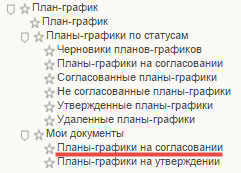 План-график
План-график
Планы-графики по статусам
Черновики планов-графиков
Планы-графики на согласовании
Согласованные планы-графики
Не согласованные планы-графики
Утвержденные планы-графики
Удаленные планы-графики
Мои документы
Планы-графики на согласовании
Планы-графики на утверждении